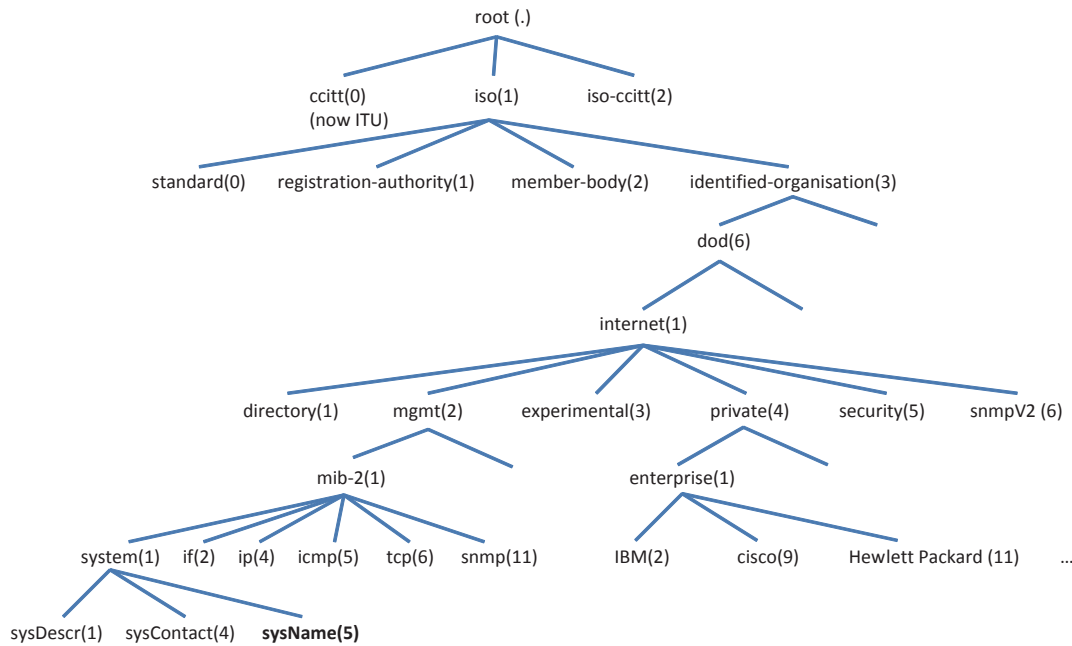 root (.)
ccitt(0) iso(1) iso-ccitt(2)
(now ITU)
standard(0) registration-authority(1) member-body(2) identified-organisation(3)
dod(6)
internet(1)
directory(1) mgmt(2) experimental(3) private(4) security(5) snmpV2 (6)
mib-2(1) enterprise(1)
system(1) if(2) ip(4) icmp(5) tcp(6) snmp(11) IBM(2) cisco(9) Hewlett Packard (11) ...
sysDescr(1) sysContact(4) sysName(5)